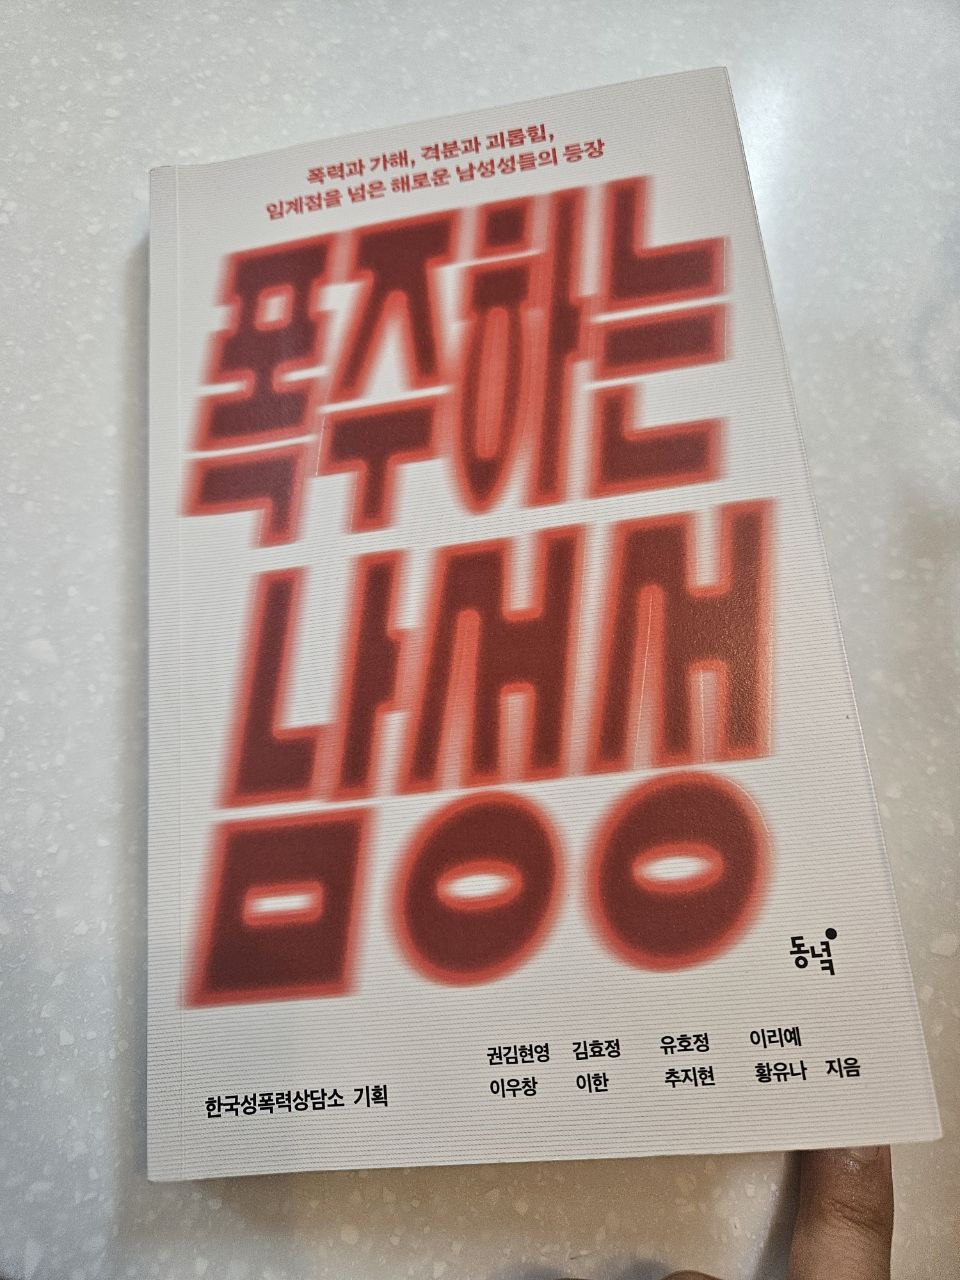 폭력과 가해, 격분과 괴롭힘,
임계점을 넘은 해로운 남성성들의 등장
폭주하는
남성성
동녘
한국성폭력상담소 기획
권김현영 김효정 유호정 이리예
이우창 이한 추지현 황유나 지음